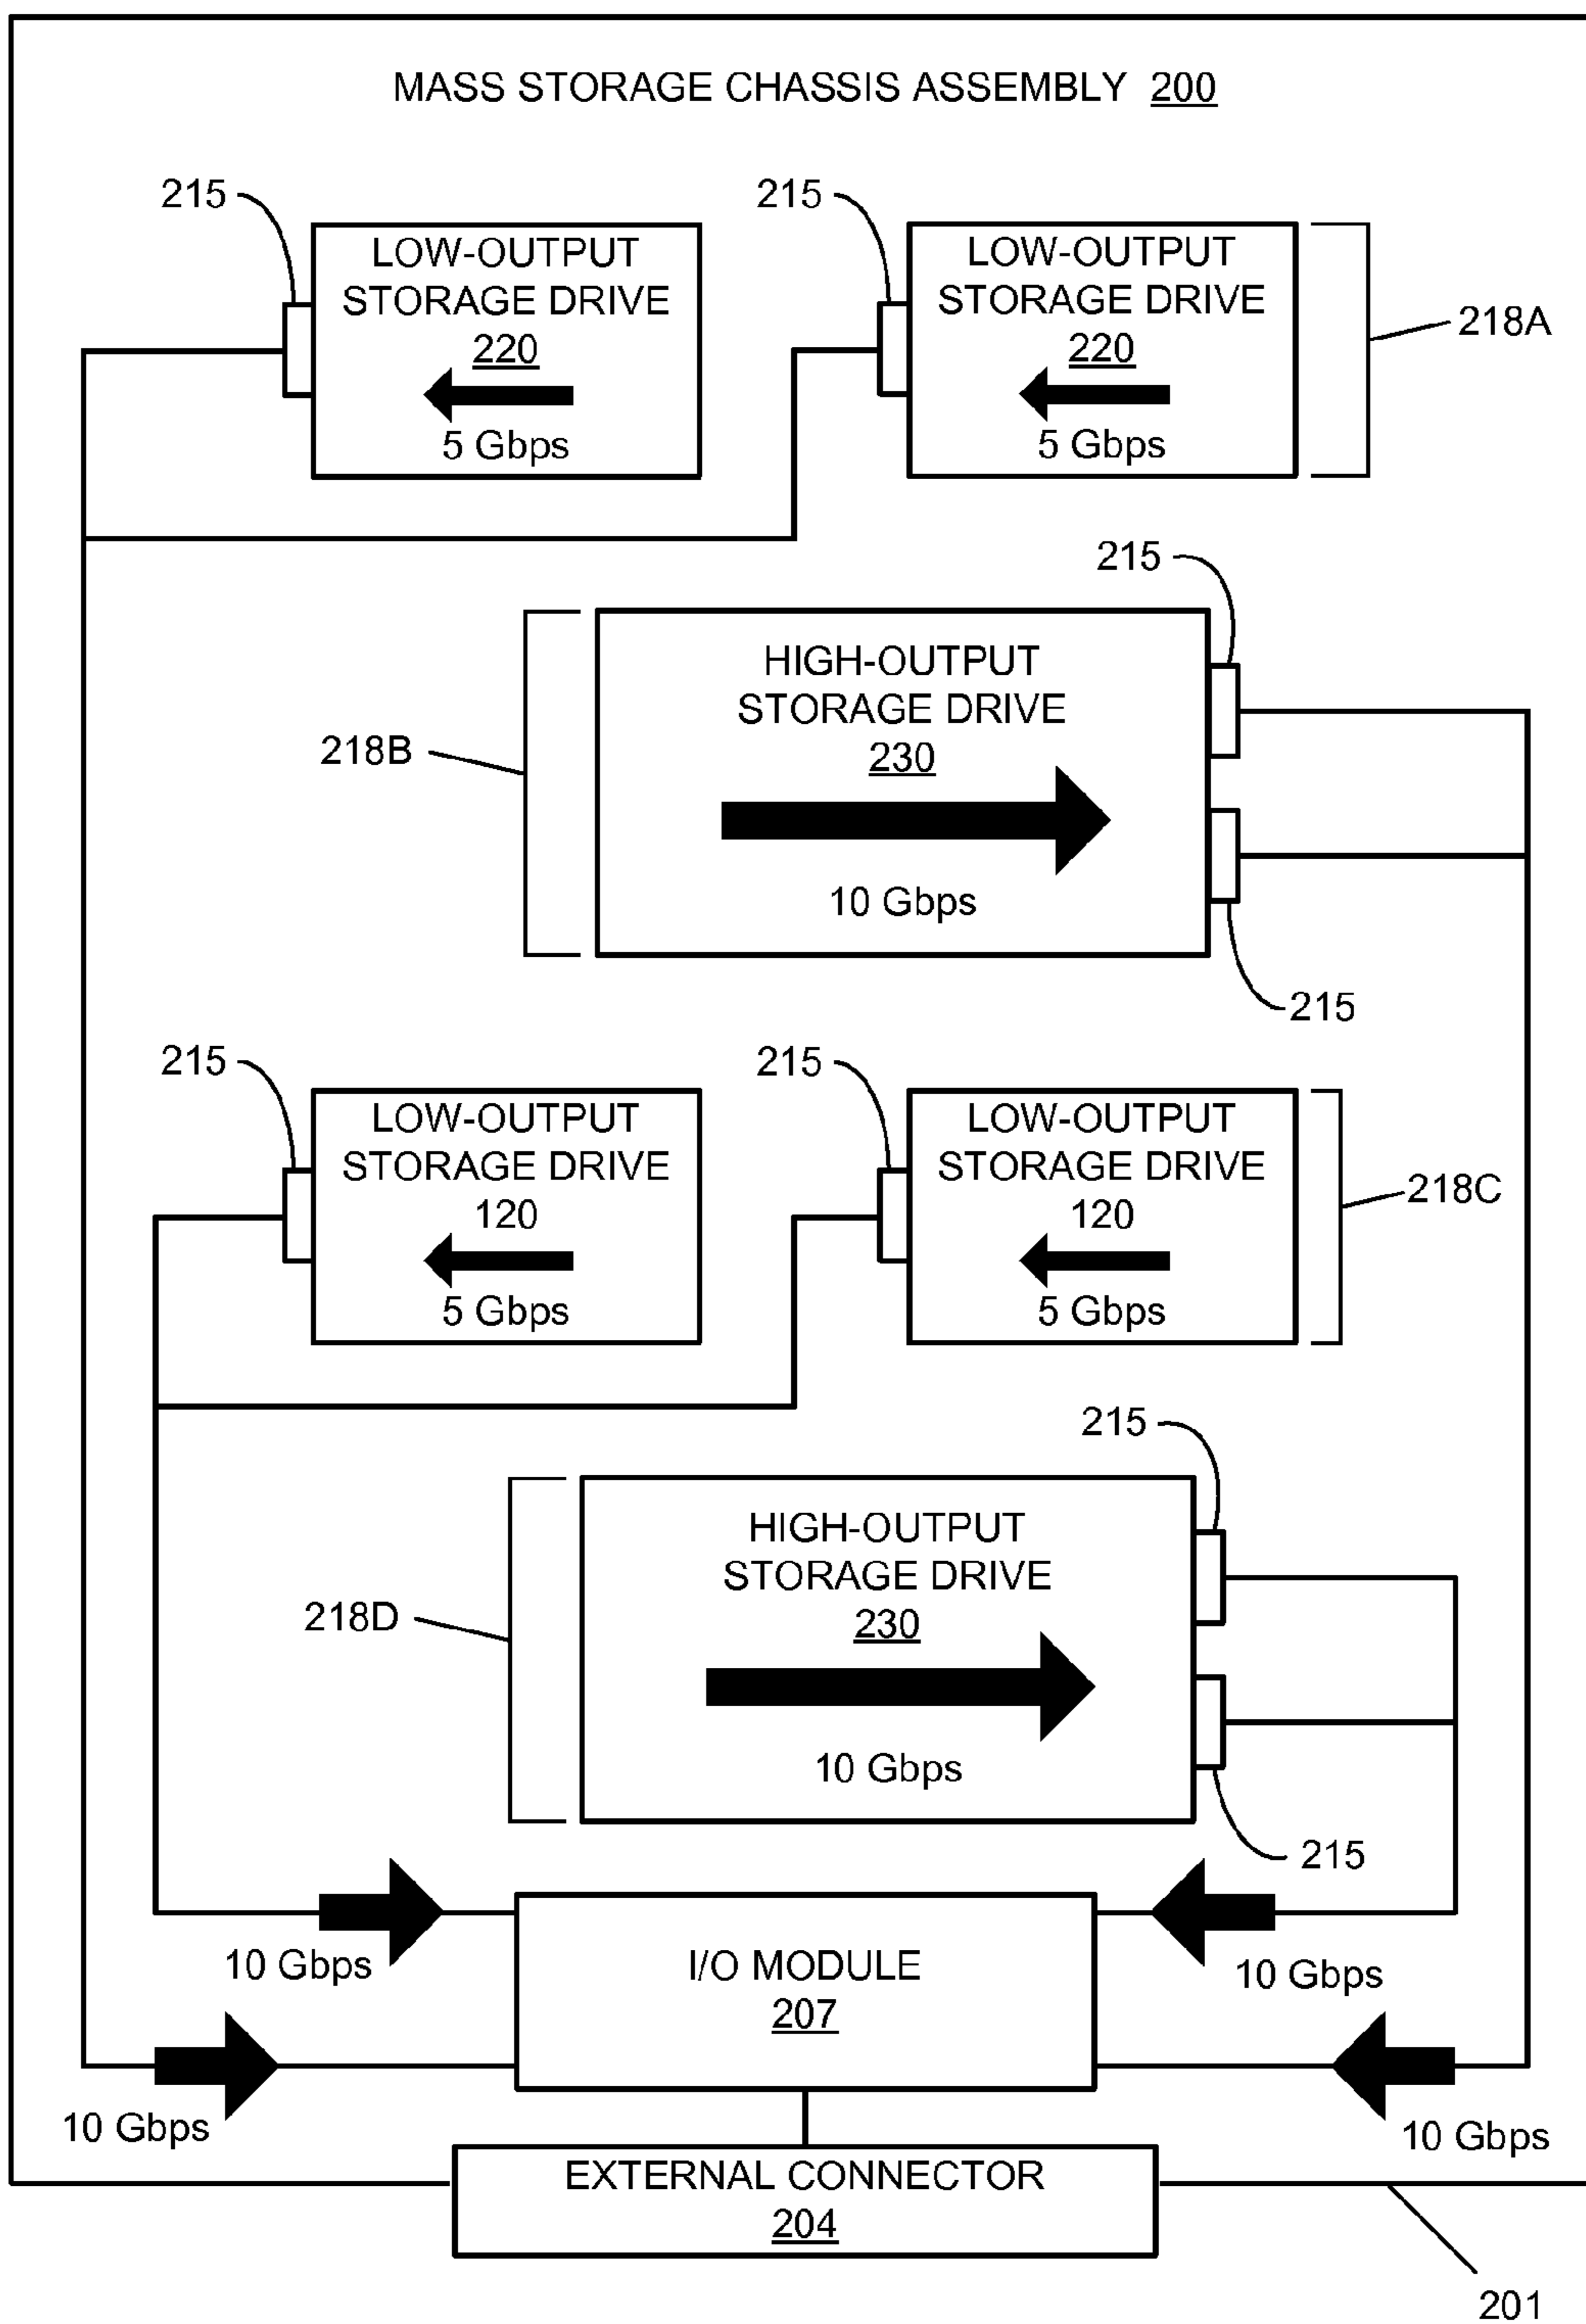 MASS STORAGE CHASSIS ASSEMBLY 200
215
215
LOW-OUTPUT
STORAGE DRIVE
220
5 Gbps
LOW-OUTPUT
STORAGE DRIVE
220
5 Gbps
218A
215
HIGH-OUTPUT
STORAGE DRIVE
230
10 Gbps
218B
215
215
215
LOW-OUTPUT
STORAGE DRIVE
120
5 Gbps
LOW-OUTPUT
STORAGE DRIVE
120
5 Gbps
218C
215
HIGH-OUTPUT
STORAGE DRIVE
230
10 Gbps
218D
215
10 Gbps
I/O MODULE
207
10 Gbps
10 Gbps
10 Gbps
EXTERNAL CONNECTOR
204
201